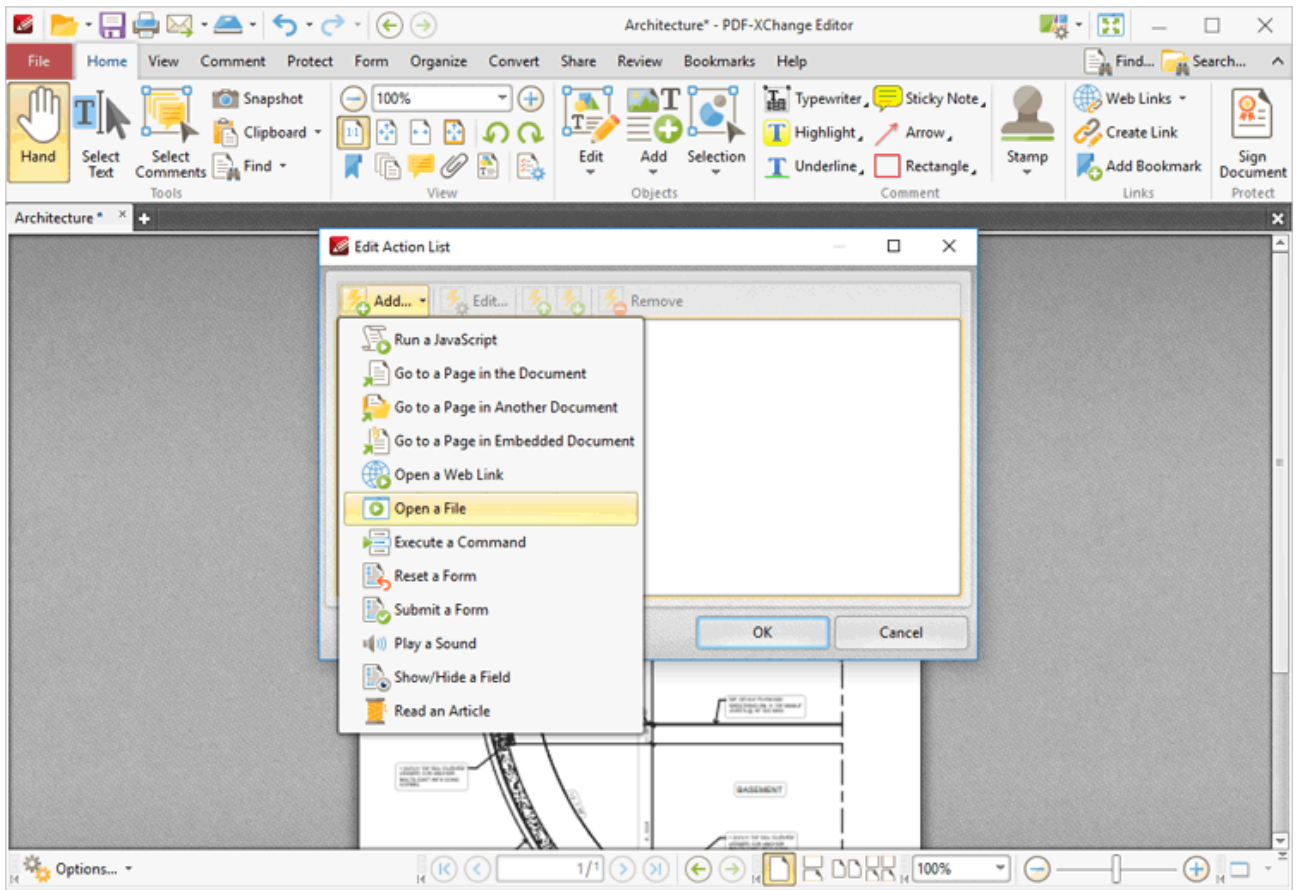 Architecture* - PDF-XChange Editor
File Home View Comment Protect Form Organize Convert Share Review Bookmarks Help Find... Search...
Snapshot 100% Typewriter Sticky Note Web Links
Clipboard Highlight Arrow Create Link
Hand Select Text Select Comments Find Edit Add Selection Underline Rectangle Stamp Add Bookmark Sign Document
Tools View Objects Comment Links Protect
Architecture *
Edit Action List
Add... Edit... Remove
Run a JavaScript
Go to a Page in the Document
Go to a Page in Another Document
Go to a Page in Embedded Document
Open a Web Link
Open a File
Execute a Command
Reset a Form
Submit a Form
OK Cancel
Play a Sound
Show/Hide a Field
Read an Article
BASEMENT
Options... 1/1 100%